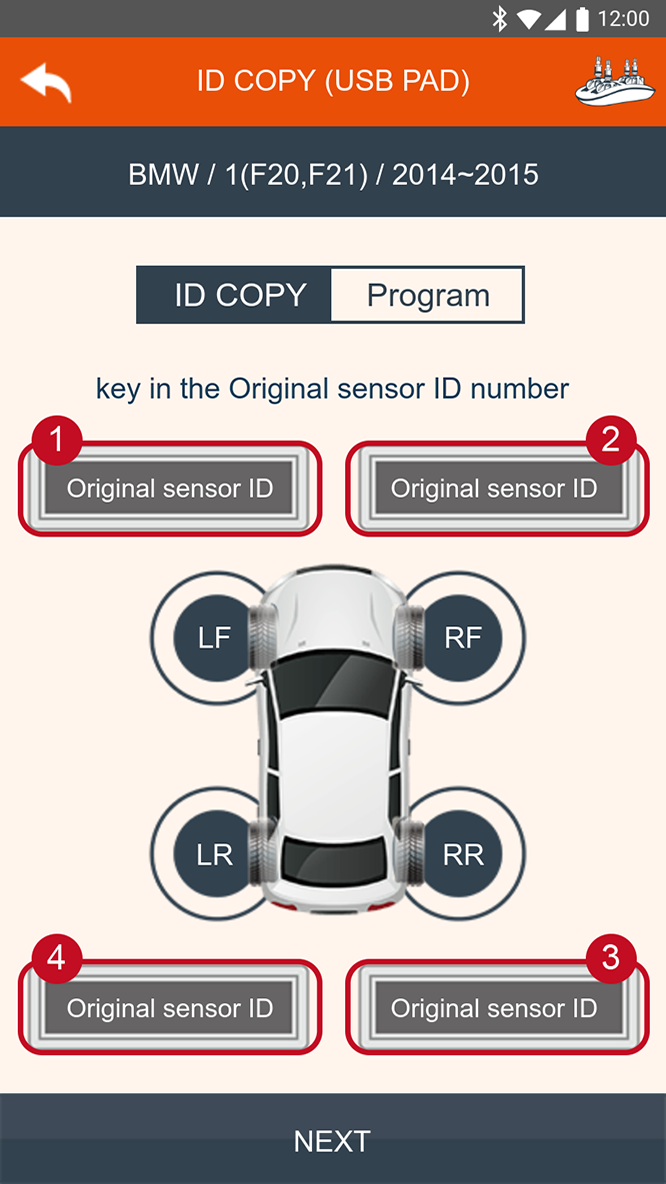 12:00
ID COPY (USB PAD)
BMW / 1(F20,F21) / 2014~2015
ID COPY Program
key in the Original sensor ID number
1 2
Original sensor ID Original sensor ID
LF RF
LR RR
4 3
Original sensor ID Original sensor ID
NEXT